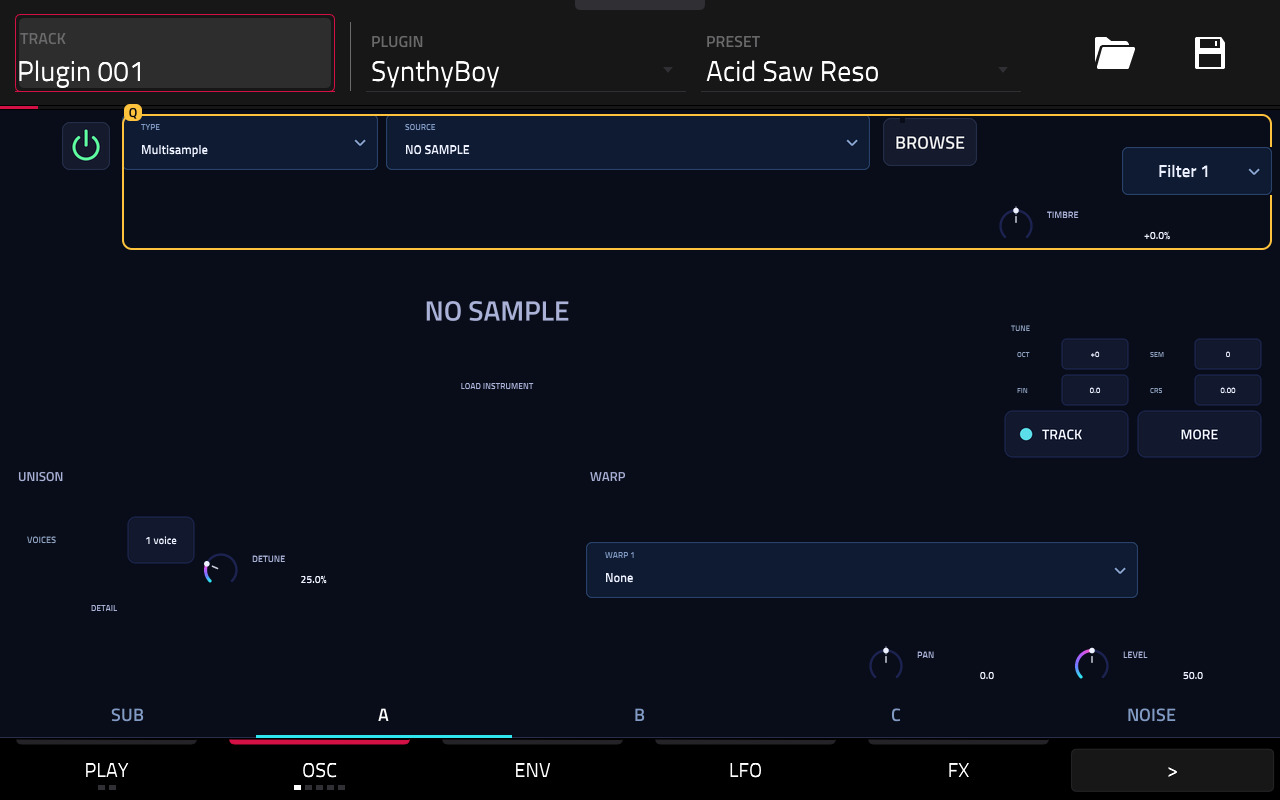 TRACK
Plugin 001
PLUGIN
SynthyBoy
PRESET
Acid Saw Reso
Q
TYPE
Multisample
SOURCE
NO SAMPLE
BROWSE
Filter 1
TIMBRE
+0.0%
NO SAMPLE
LOAD INSTRUMENT
TUNE
OCT +0 SEM 0
FIN 0.0 CRS 0.00
TRACK MORE
UNISON
VOICES 1 voice
DETUNE
25.0%
DETAIL
WARP
WARP 1
None
PAN
0.0
LEVEL
50.0
SUB A B C NOISE
PLAY OSC ENV LFO FX >